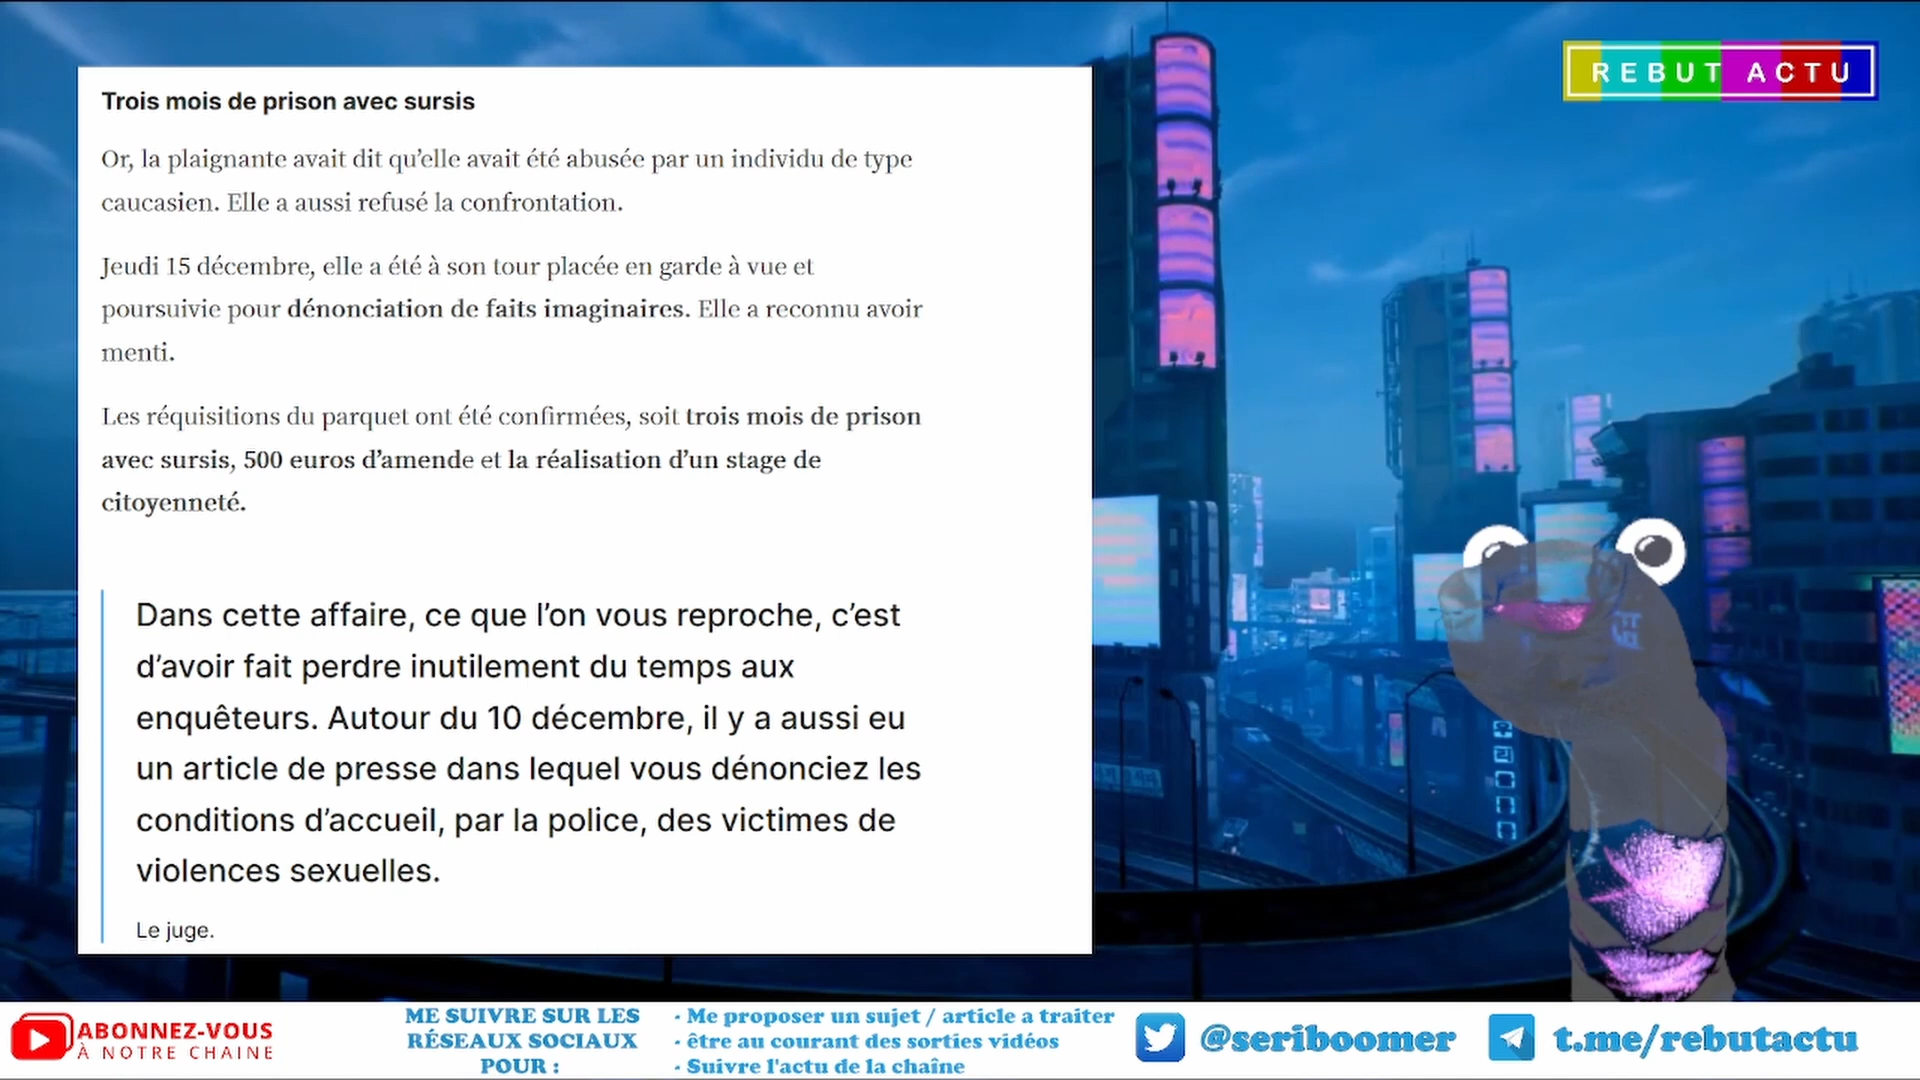 REBUT ACTU
Trois mois de prison avec sursis
Or, la plaignante avait dit qu’elle avait été abusée par un individu de type
caucasien. Elle a aussi refusé la confrontation.
Jeudi 15 décembre, elle a été à son tour placée en garde à vue et
poursuivie pour dénonciation de faits imaginaires. Elle a reconnu avoir
menti.
Les réquisitions du parquet ont été confirmées, soit trois mois de prison
avec sursis, 500 euros d’amende et la réalisation d’un stage de
citoyenneté.
Dans cette affaire, ce que l’on vous reproche, c’est
d’avoir fait perdre inutilement du temps aux
enquêteurs. Autour du 10 décembre, il y a aussi eu
un article de presse dans lequel vous dénonciez les
conditions d’accueil, par la police, des victimes de
violences sexuelles.
Le juge.
ABONNEZ-VOUS
À NOTRE CHAINE
ME SUIVRE SUR LES
RÉSEAUX SOCIAUX
POUR :
- Me proposer un sujet / article a traiter
- être au courant des sorties vidéos
- Suivre l'actu de la chaîne
@seriboomer
t.me/rebutactu